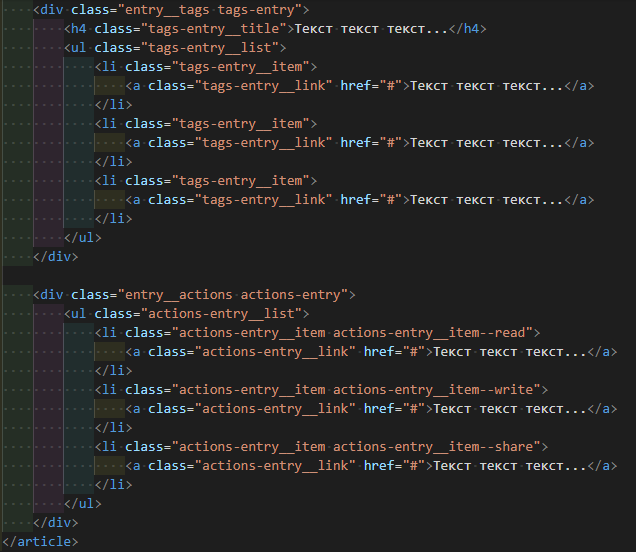 <div class="entry__tags tags-entry">
<h4 class="tags-entry__title">Текст текст текст...</h4>
<ul class="tags-entry__list">
<li class="tags-entry__item">
<a class="tags-entry__link" href="#">Текст текст текст...</a>
</li>
<li class="tags-entry__item">
<a class="tags-entry__link" href="#">Текст текст текст...</a>
</li>
<li class="tags-entry__item">
<a class="tags-entry__link" href="#">Текст текст текст...</a>
</li>
</ul>
</div>
<div class="entry__actions actions-entry">
<ul class="actions-entry__list">
<li class="actions-entry__item actions-entry__item--read">
<a class="actions-entry__link" href="#">Текст текст текст...</a>
</li>
<li class="actions-entry__item actions-entry__item--write">
<a class="actions-entry__link" href="#">Текст текст текст...</a>
</li>
<li class="actions-entry__item actions-entry__item--share">
<a class="actions-entry__link" href="#">Текст текст текст...</a>
</li>
</ul>
</div>
</article>